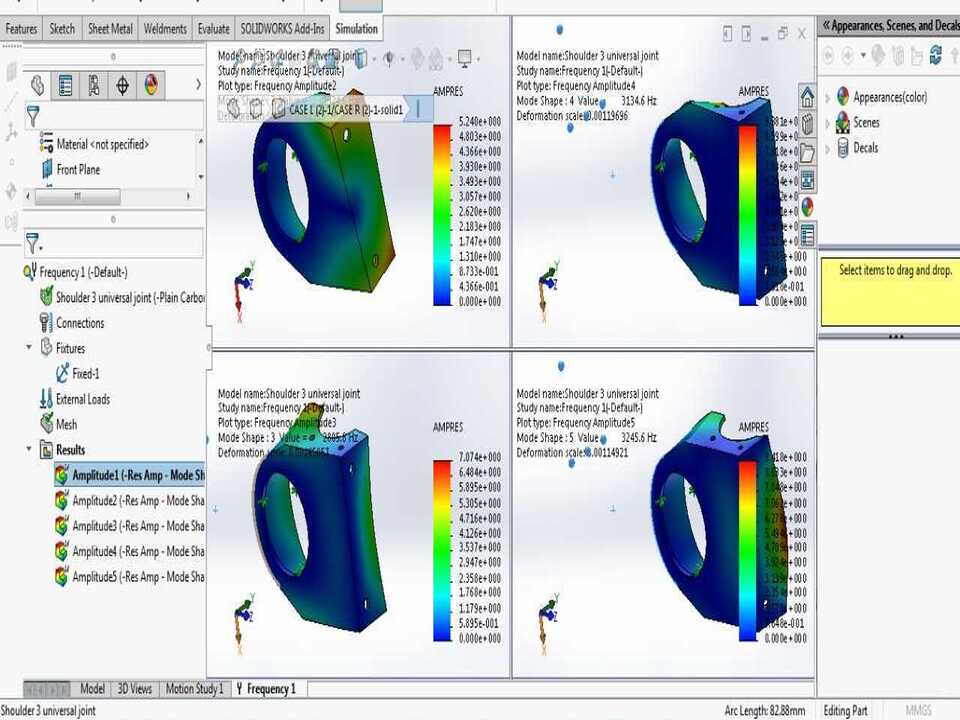 Features Sketch Sheet Metal Weldments Evaluate SOLIDWORKS Add-Ins Simulation
Appearances, Scenes, and Decals
Material <not specified>
Front Plane
Frequency 1 (-Default-)
Shoulder 3 universal joint (-Plain Carbo
Connections
Fixtures
Fixed-1
External Loads
Mesh
Results
Amplitude1 (-Res Amp - Mode Sh
Amplitude2 (-Res Amp - Mode Sha
Amplitude3 (-Res Amp - Mode Sha
Amplitude4 (-Res Amp - Mode Sha
Amplitude5 (-Res Amp - Mode Sha
Model name:Shoulder 3 universal joint
Study name:Frequency 1(-Default-)
Plot type: Frequency Amplitude2
CASE L (2)-1/CASE R (2)-1-solid1
AMPRES
5.240e+000
4.803e+000
4.366e+000
3.930e+000
3.493e+000
3.057e+000
2.620e+000
2.183e+000
1.747e+000
1.310e+000
8.733e-001
4.366e-001
0.000e+000
Y
Z
X
Model name:Shoulder 3 universal joint
Study name:Frequency 1(-Default-)
Plot type: Frequency Amplitude4
Mode Shape : 4 Value 3134.6 Hz
Deformation scale: 0.00119696
AMPRES
0.000e+0
Model name:Shoulder 3 universal joint
Study name:Frequency 1(-Default-)
Plot type: Frequency Amplitude3
Mode Shape : 3 Value = Hz
Deformation
AMPRES
7.074e+000
6.484e+000
5.895e+000
5.305e+000
4.716e+000
4.126e+000
3.537e+000
2.947e+000
2.358e+000
1.768e+000
1.179e+000
5.895e-001
0.000e+000
Model name:Shoulder 3 universal joint
Study name:Frequency 1(-Default-)
Plot type: Frequency Amplitude5
Mode Shape : 5 Value 3245.6 Hz
Deformation scale: 0.00114921
AMPRES
0.000e+000
Appearances(color)
Scenes
Decals
Select items to drag and drop.
Model 3D Views Motion Study 1 Frequency 1
Shoulder 3 universal joint Arc Length: 82.88mm Editing Part MMGS